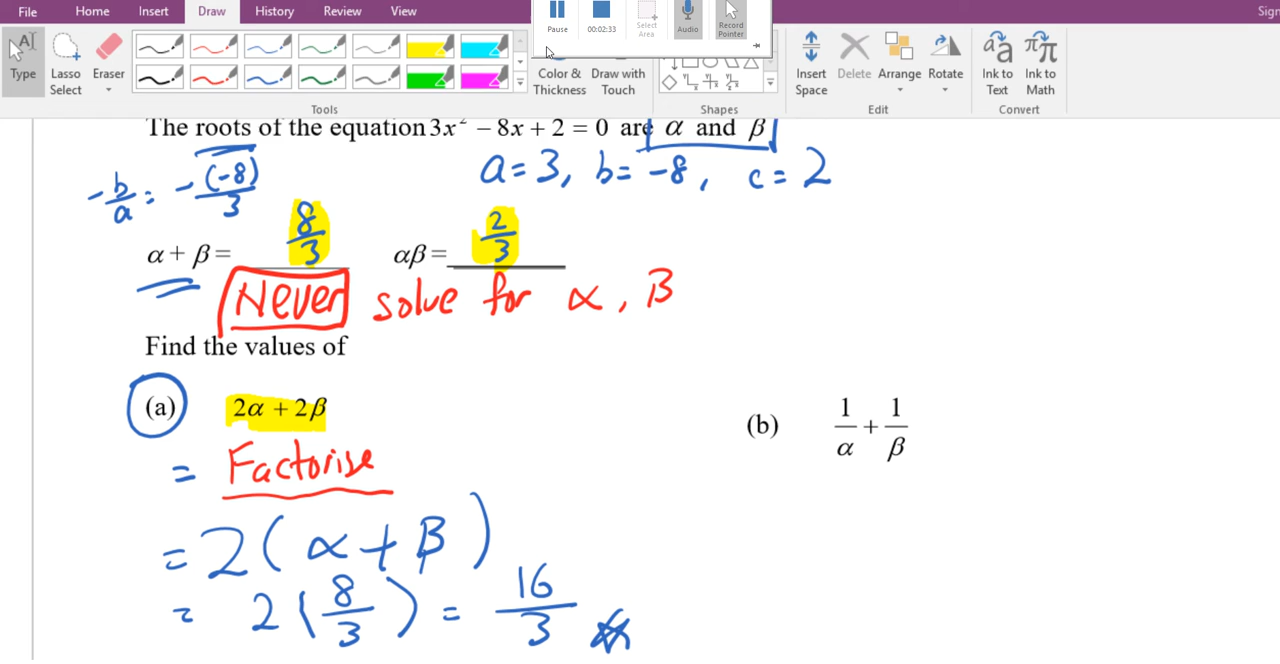 File Home Insert Draw History Review View
Pause 00:02:33 Select Area Audio Record Pointer
Sign
Type Lasso Select Eraser Color & Thickness Draw with Touch Insert Space Delete Arrange Rotate Ink to Text Ink to Math
Tools Shapes Edit Convert
The roots of the equation 3x² − 8x + 2 = 0 are α and β
-b/a = -(-8)/3 a = 3, b = -8, c = 2
α + β = 8/3 αβ = 2/3
Never solve for α, β
Find the values of
(a) 2α + 2β (b) 1/α + 1/β
= Factorise
= 2(α + β)
= 2(8/3) = 16/3